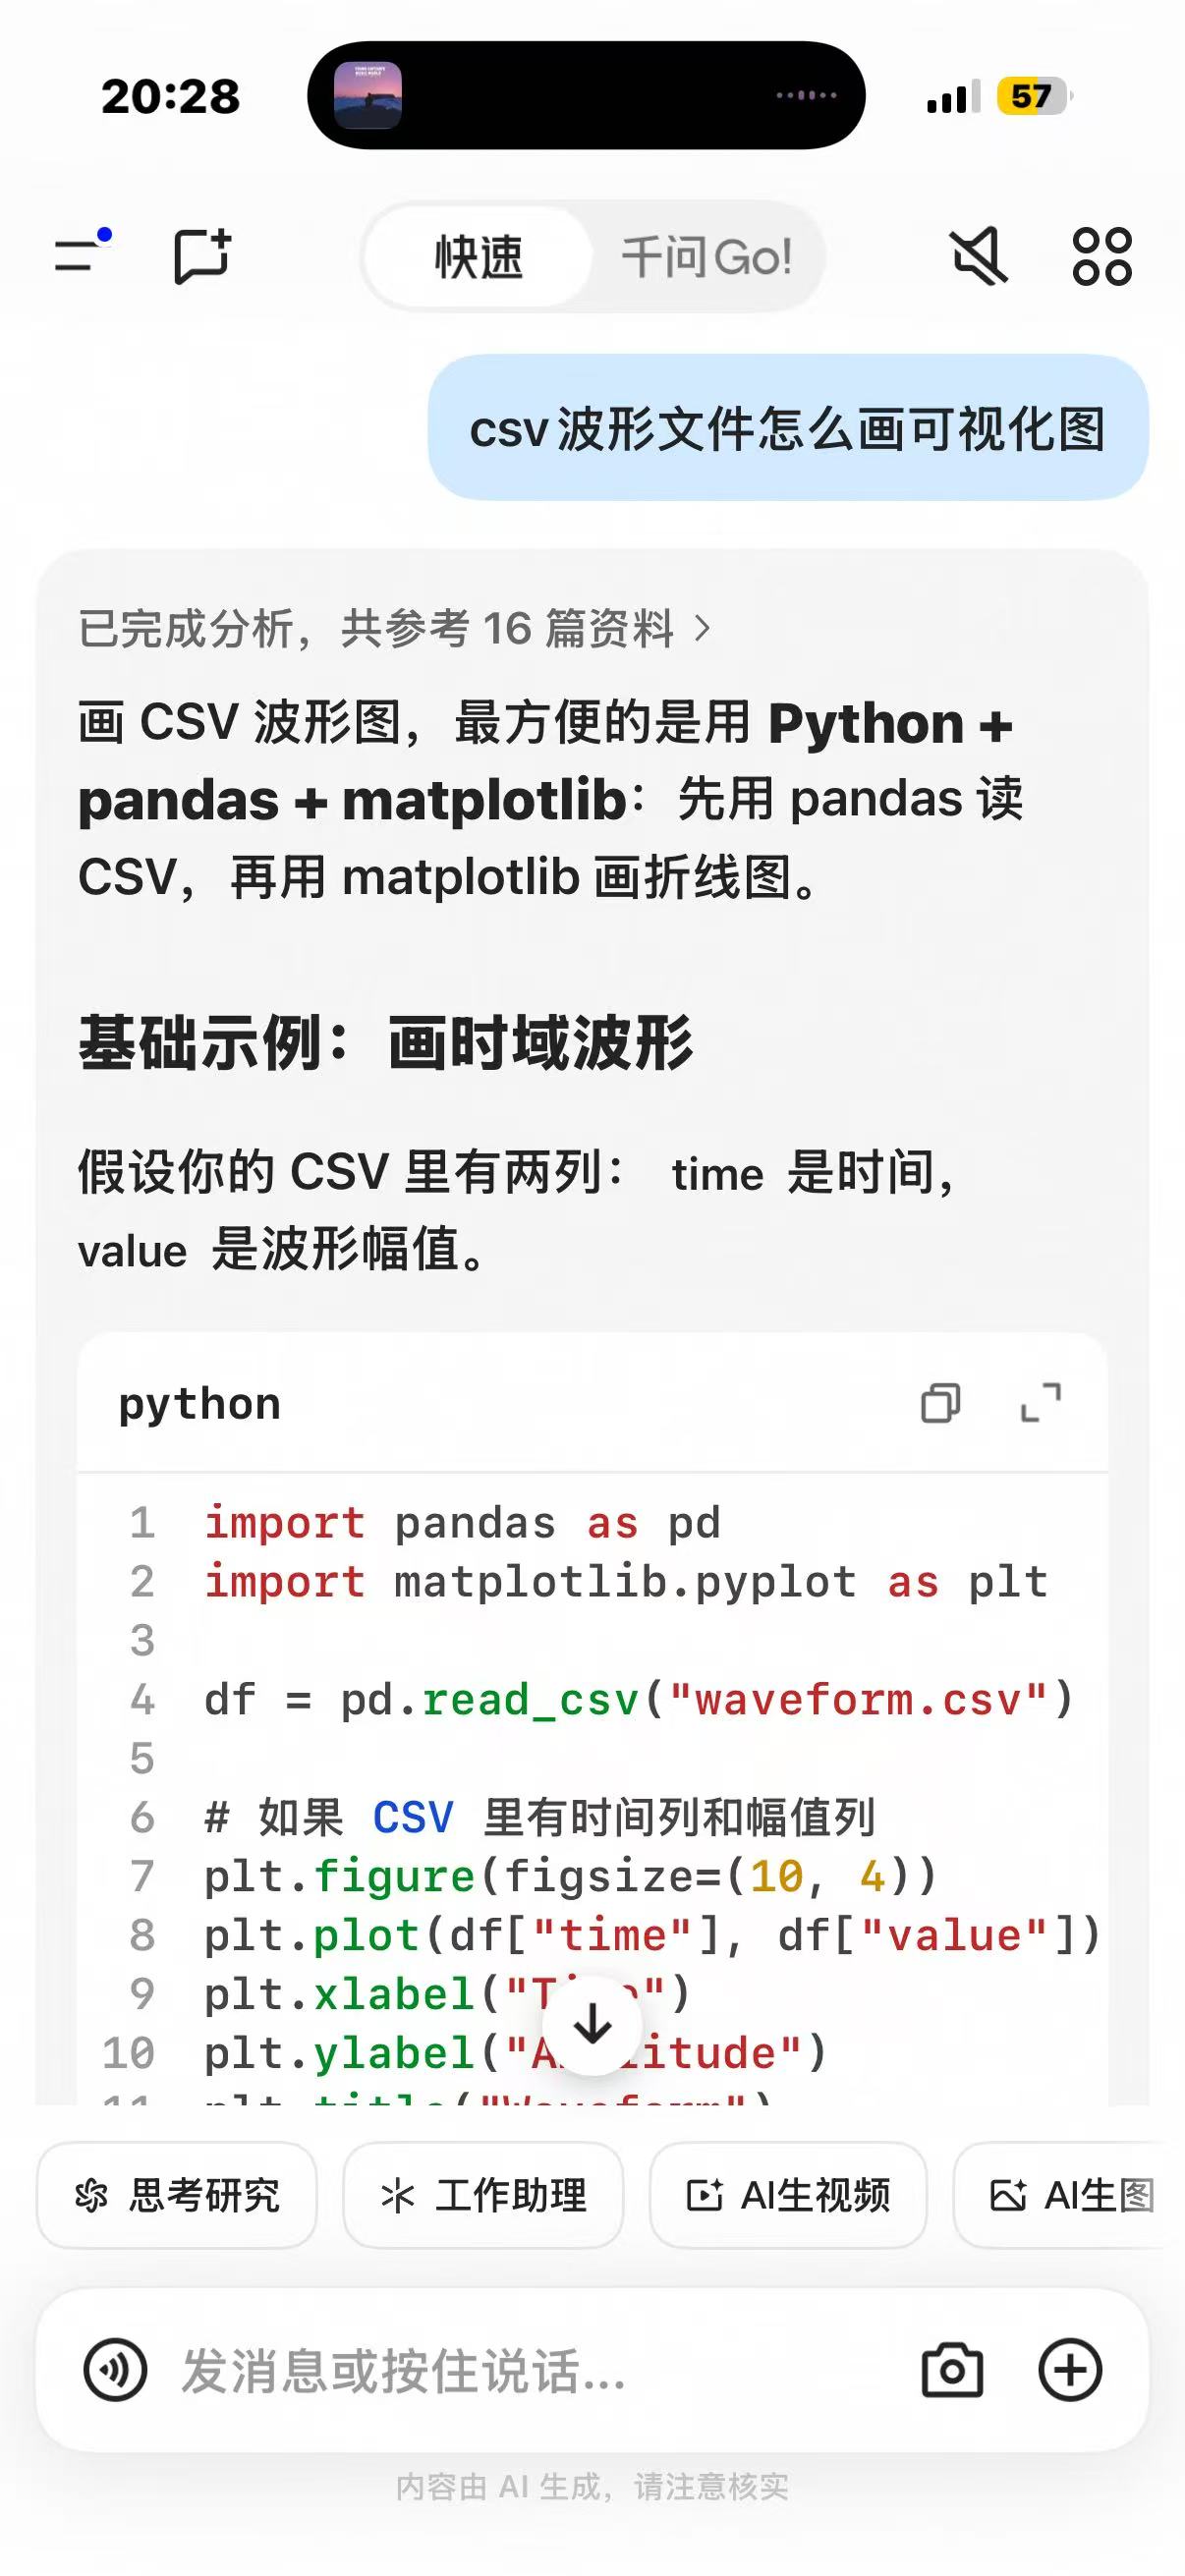 20:28
57
快速
千问Go!
csv波形文件怎么画可视化图
已完成分析，共参考 16 篇资料 >
画 CSV 波形图，最方便的是用 Python +
pandas + matplotlib：先用 pandas 读
CSV，再用 matplotlib 画折线图。
基础示例：画时域波形
假设你的 CSV 里有两列： time 是时间，
value 是波形幅值。
python
1 import pandas as pd
2 import matplotlib.pyplot as plt
3
4 df = pd.read_csv("waveform.csv")
5
6 # 如果 CSV 里有时间列和幅值列
7 plt.figure(figsize=(10, 4))
8 plt.plot(df["time"], df["value"])
9 plt.xlabel("Time")
10 plt.ylabel("Amplitude")
11 plt.title("Waveform")
思考研究
工作助理
AI生视频
AI生图
发消息或按住说话...
内容由 AI 生成，请注意核实